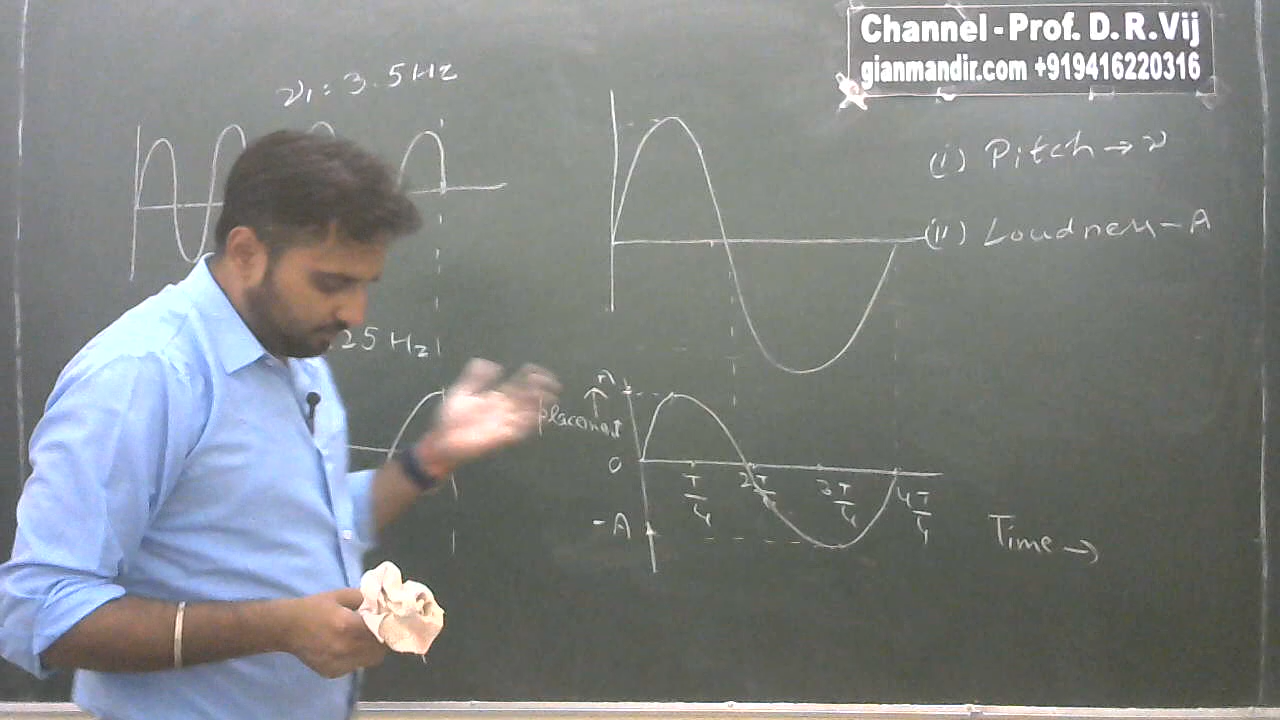 Channel - Prof. D. R. Vij
gianmandir.com +919416220316
ν₁ : 3.5 Hz
(i) Pitch → ν
(ii) Loudness - A
.25 Hz
A
placement
0
-A
T/4
2T/4
3T/4
4T/4
Time →